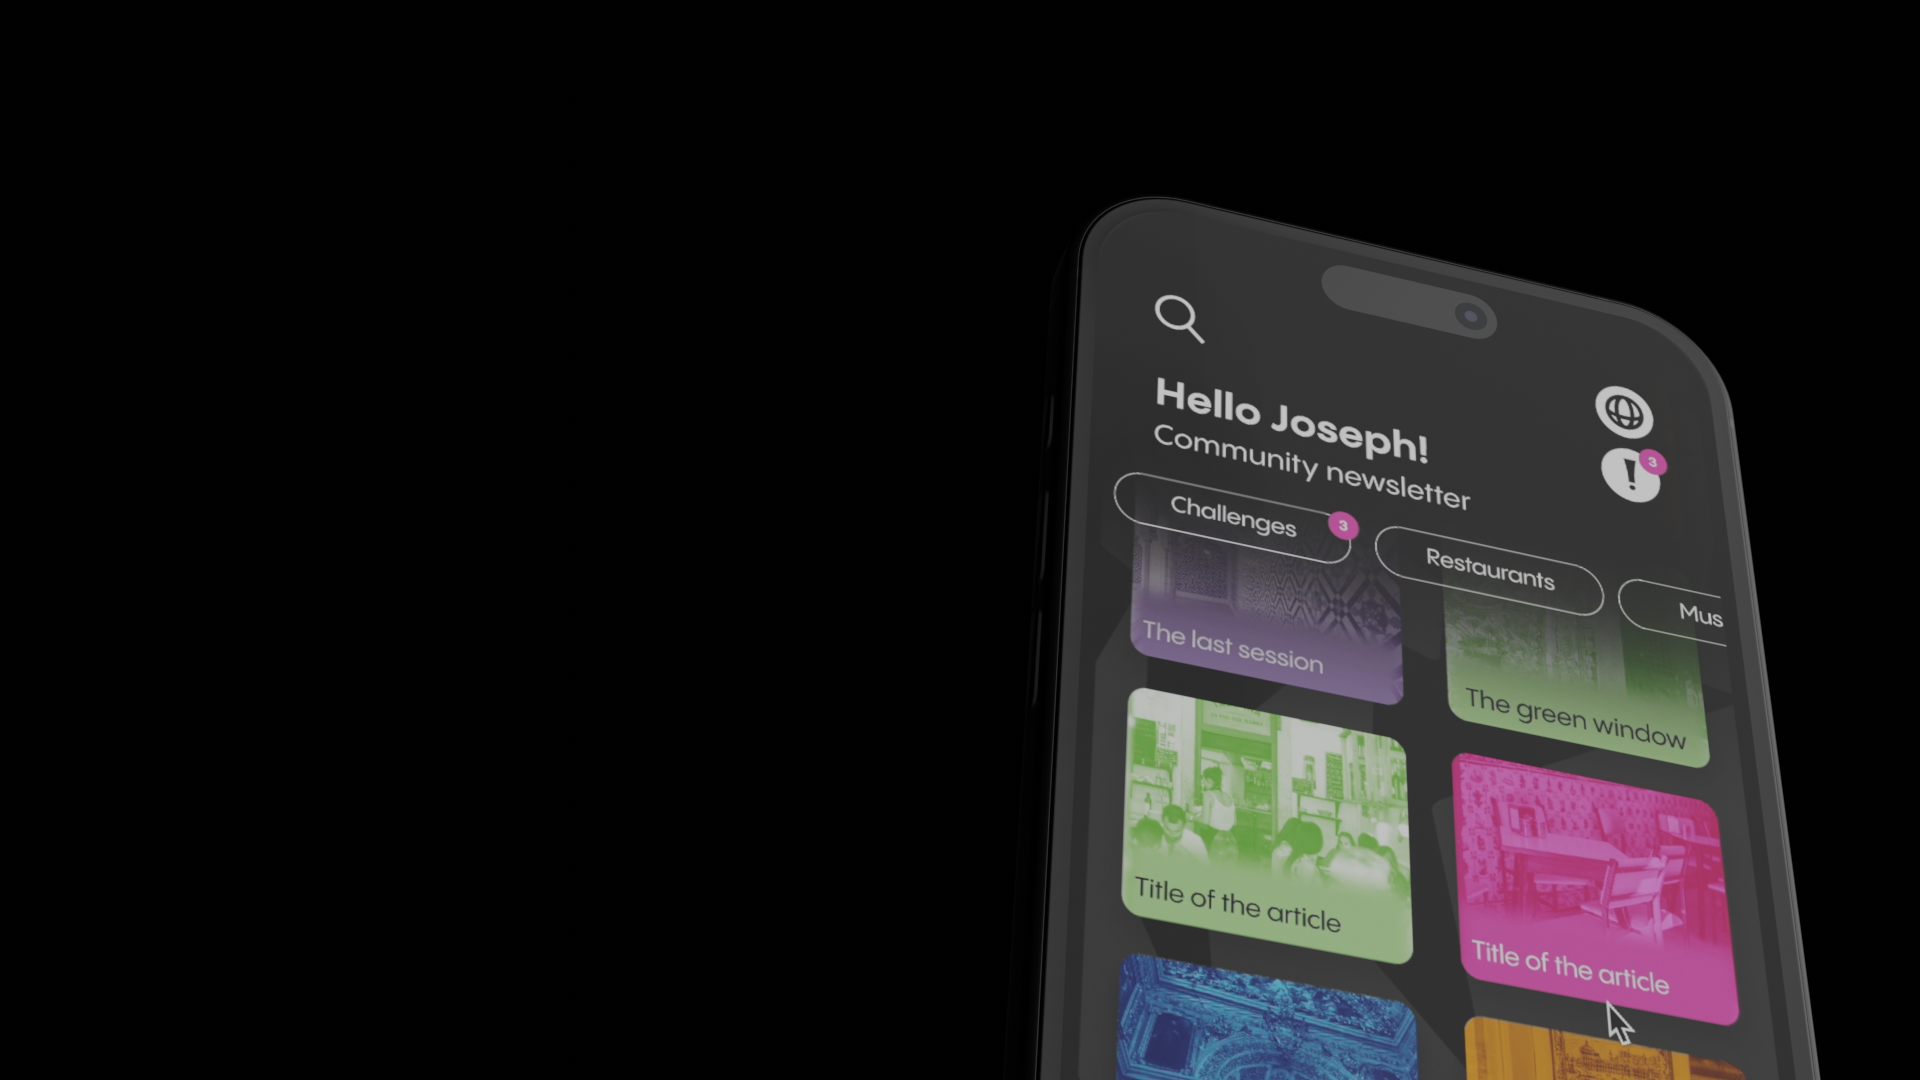 Hello Joseph!
3
Community newsletter
Challenges
3
Restaurants
Mus
The last session
The green window
Title of the article
Title of the article